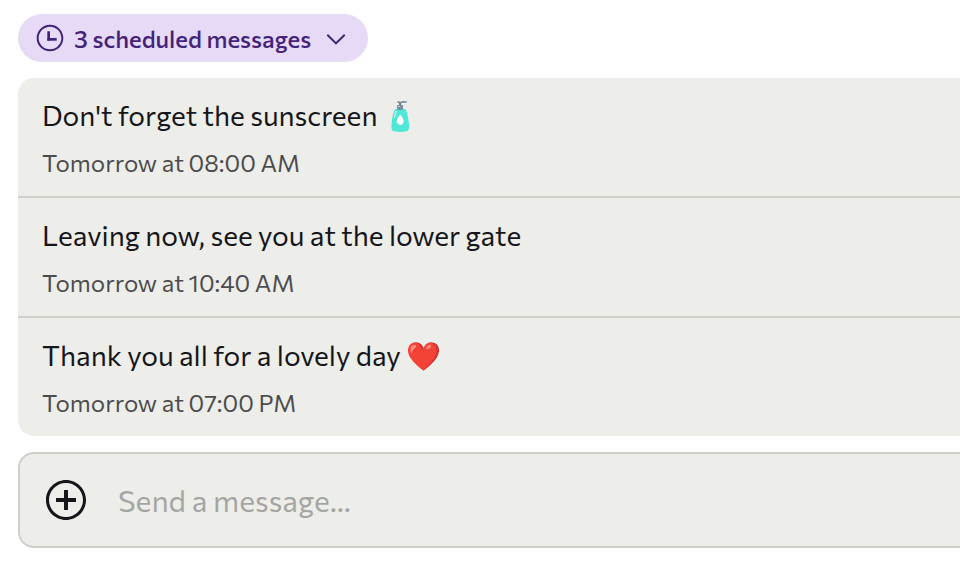 3 scheduled messages
Don't forget the sunscreen 🧴
Tomorrow at 08:00 AM
Leaving now, see you at the lower gate
Tomorrow at 10:40 AM
Thank you all for a lovely day ❤️
Tomorrow at 07:00 PM
Send a message...